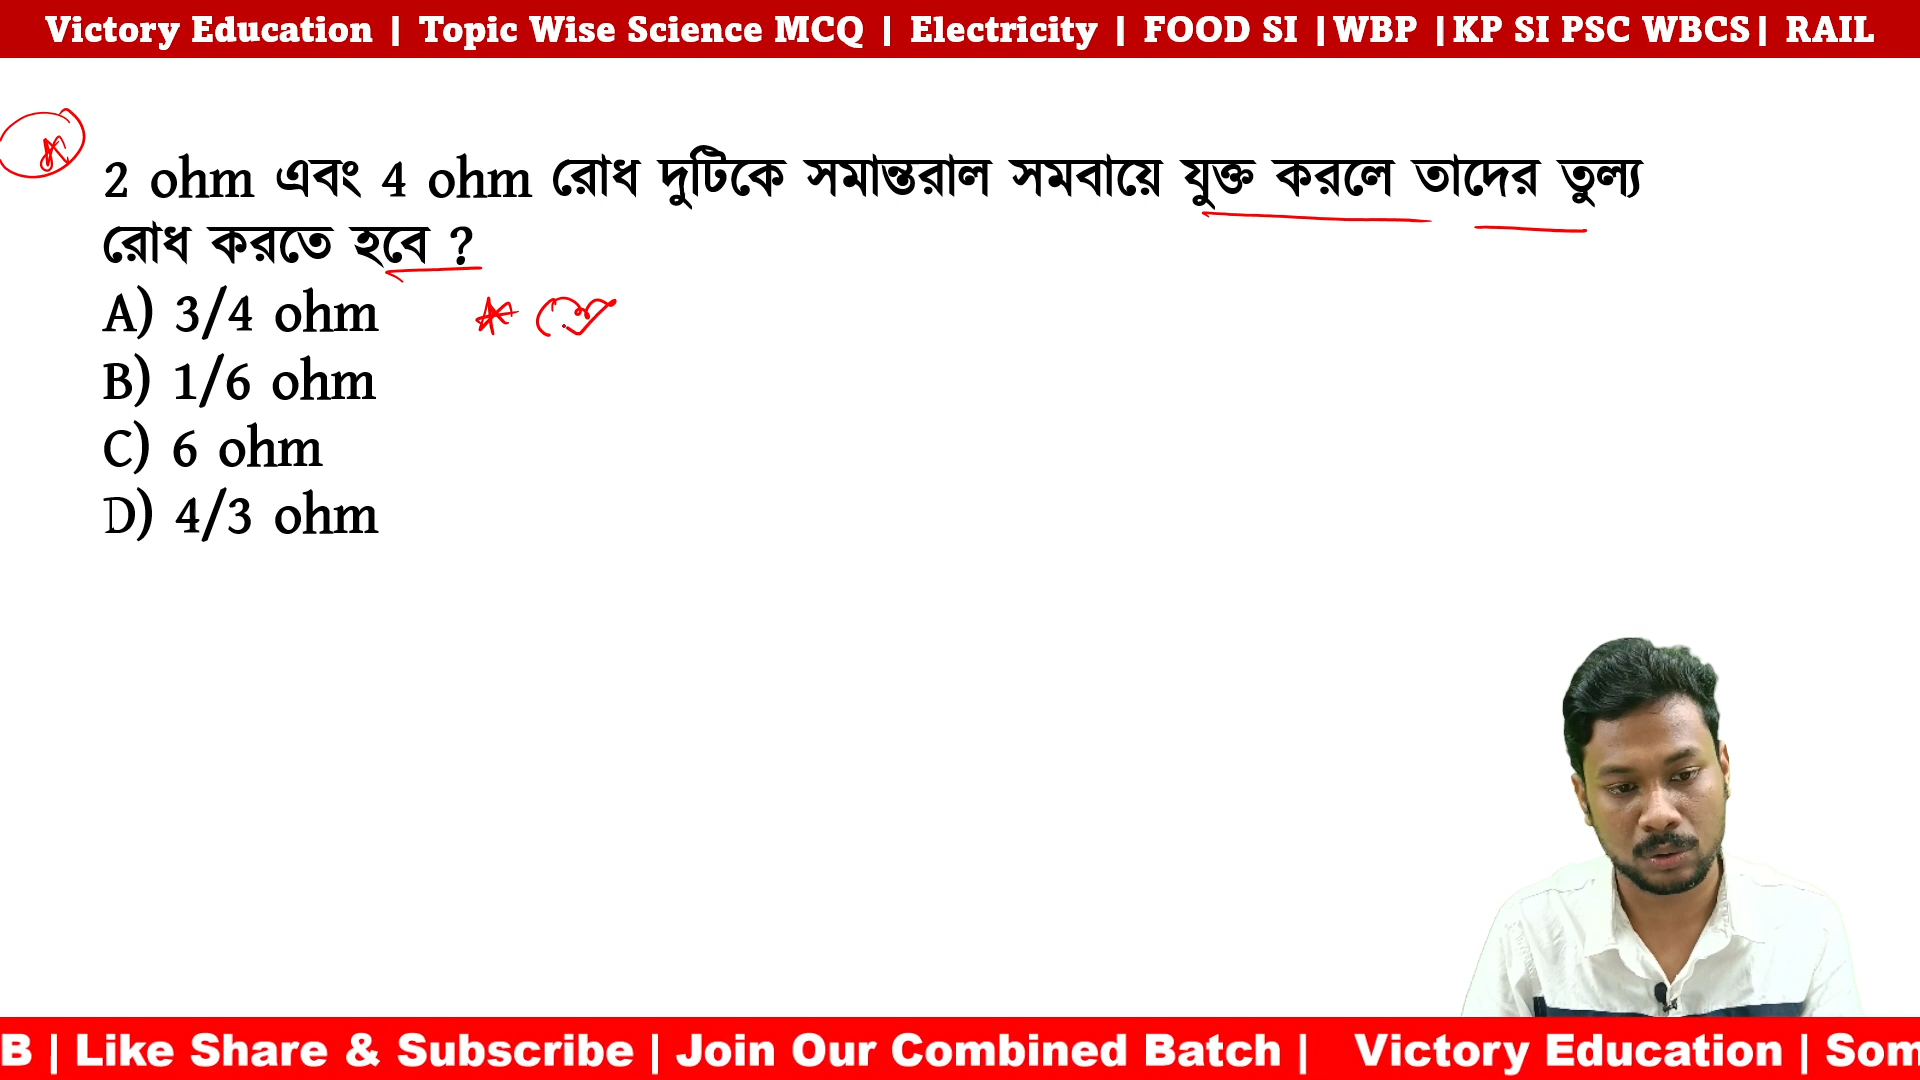 Victory Education | Topic Wise Science MCQ | Electricity | FOOD SI |WBP |KP SI PSC WBCS| RAIL
2 ohm এবং 4 ohm রোধ দুটিকে সমান্তরাল সমবায়ে যুক্ত করলে তাদের তুল্য
রোধ করতে হবে ?
A) 3/4 ohm
B) 1/6 ohm
C) 6 ohm
D) 4/3 ohm
B | Like Share & Subscribe | Join Our Combined Batch | Victory Education | Som